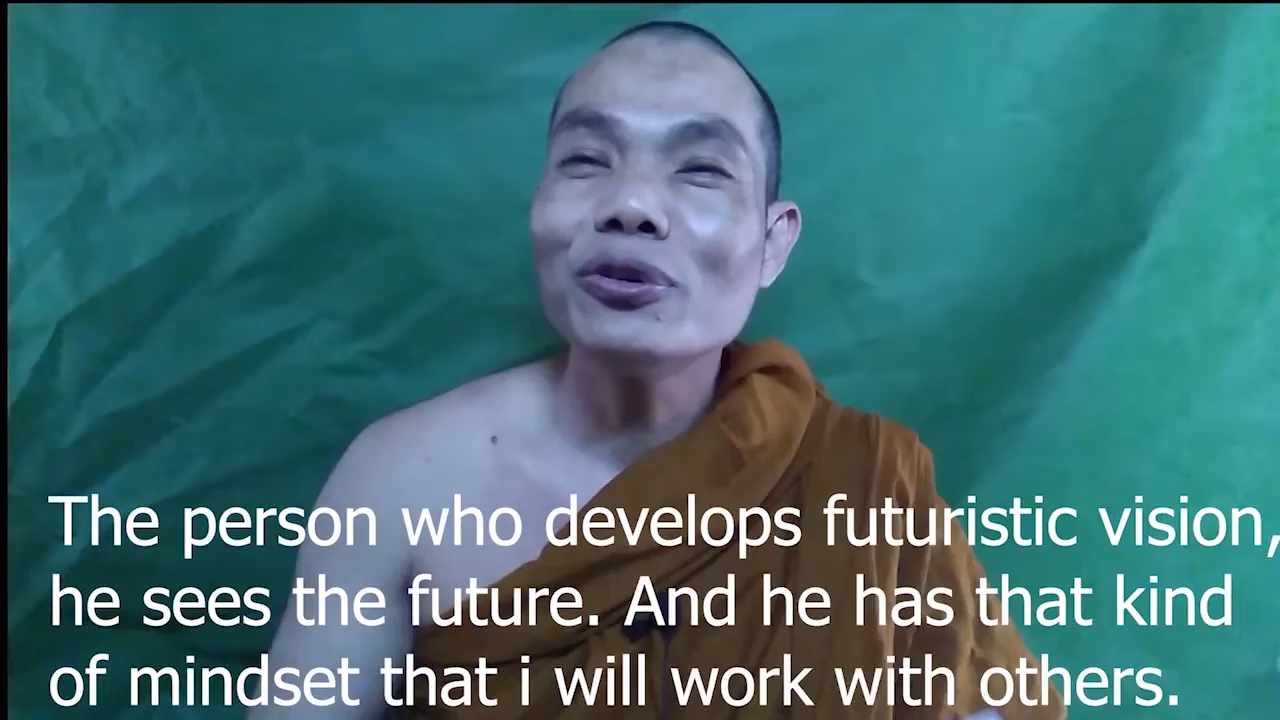 The person who develops futuristic vision,
he sees the future. And he has that kind
of mindset that i will work with others.